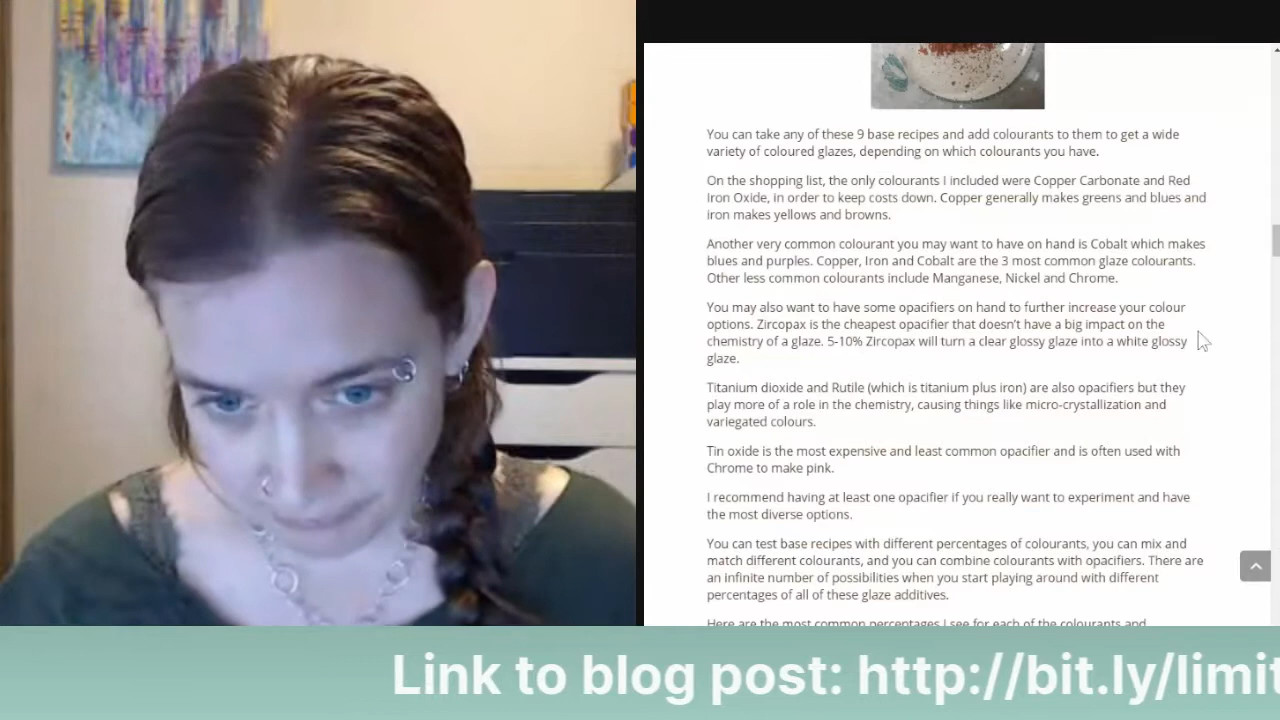 You can take any of these 9 base recipes and add colourants to them to get a wide
variety of coloured glazes, depending on which colourants you have.
On the shopping list, the only colourants I included were Copper Carbonate and Red
Iron Oxide, in order to keep costs down. Copper generally makes greens and blues and
iron makes yellows and browns.
Another very common colourant you may want to have on hand is Cobalt which makes
blues and purples. Copper, Iron and Cobalt are the 3 most common glaze colourants.
Other less common colourants include Manganese, Nickel and Chrome.
You may also want to have some opacifiers on hand to further increase your colour
options. Zircopax is the cheapest opacifier that doesn't have a big impact on the
chemistry of a glaze. 5-10% Zircopax will turn a clear glossy glaze into a white glossy
glaze.
Titanium dioxide and Rutile (which is titanium plus iron) are also opacifiers but they
play more of a role in the chemistry, causing things like micro-crystallization and
variegated colours.
Tin oxide is the most expensive and least common opacifier and is often used with
Chrome to make pink.
I recommend having at least one opacifier if you really want to experiment and have
the most diverse options.
You can test base recipes with different percentages of colourants, you can mix and
match different colourants, and you can combine colourants with opacifiers. There are
an infinite number of possibilities when you start playing around with different
percentages of all of these glaze additives.
Here are the most common percentages I see for each of the colourants and
Link to blog post: http://bit.ly/limit